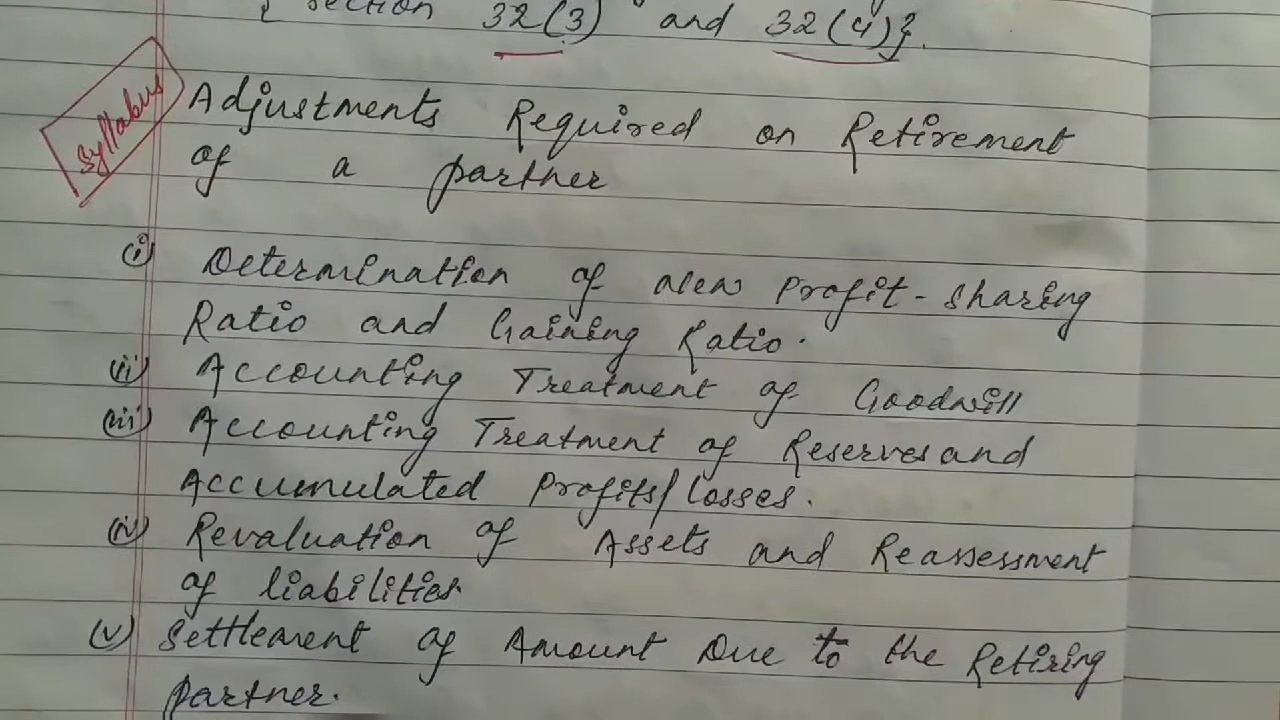 { section 32(3) and 32(4)}.
Syllabus
Adjustments Required on Retirement
of a partner
(i) Determination of New Profit-sharing
Ratio and Gaining Ratio.
(ii) Accounting Treatment of Goodwill
(iii) Accounting Treatment of Reserves and
Accumulated Profits/Losses.
(iv) Revaluation of Assets and Reassessment
of liabilities.
(v) Settlement of Amount Due to the Retiring
partner.